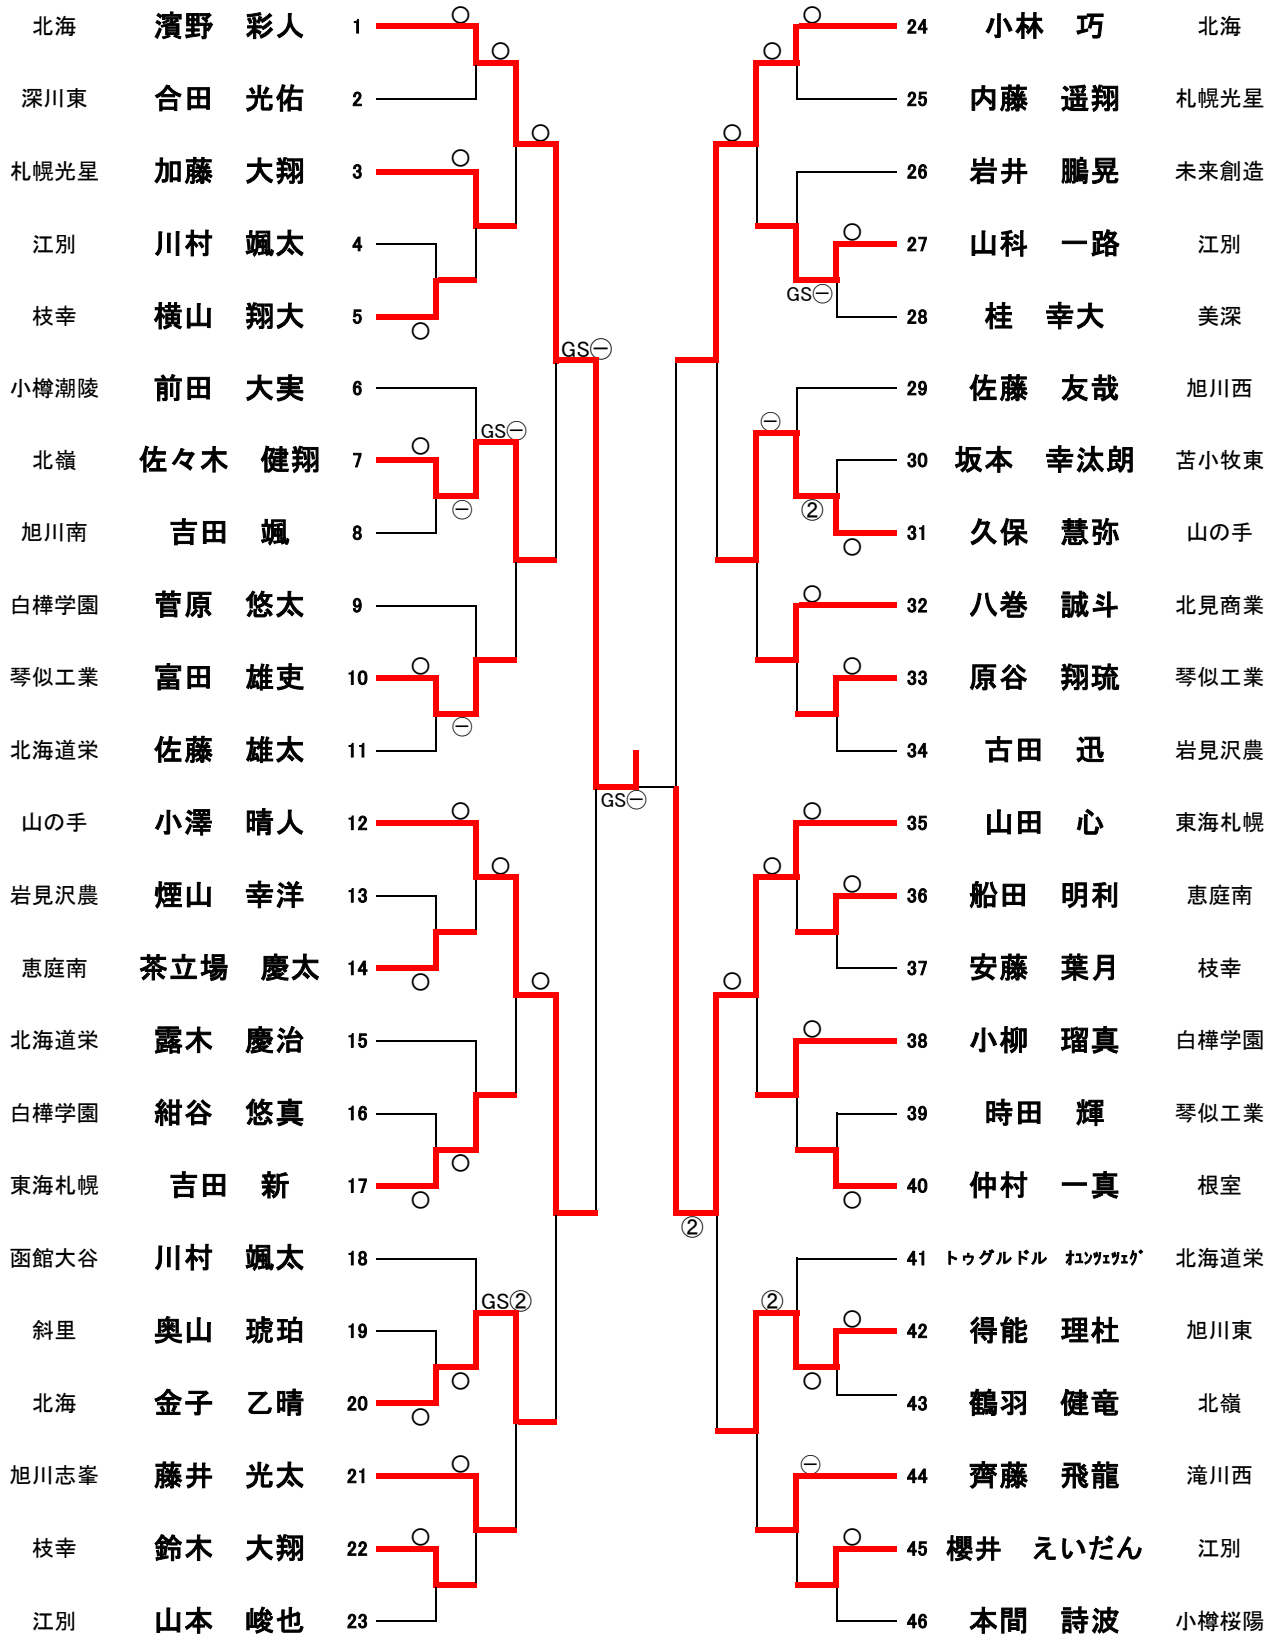 北海 濱野 彩人 1
深川東 合田 光佑 2
札幌光星 加藤 大翔 3
江別 川村 颯太 4
枝幸 横山 翔大 5
小樽潮陵 前田 大実 6
北嶺 佐々木 健翔 7
旭川南 吉田 颯 8
白樺学園 菅原 悠太 9
琴似工業 富田 雄吏 10
北海道栄 佐藤 雄太 11
山の手 小澤 晴人 12
岩見沢農 煙山 幸洋 13
恵庭南 茶立場 慶太 14
北海道栄 露木 慶治 15
白樺学園 紺谷 悠真 16
東海札幌 吉田 新 17
函館大谷 川村 颯太 18
斜里 奥山 琥珀 19
北海 金子 乙晴 20
旭川志峯 藤井 光太 21
枝幸 鈴木 大翔 22
江別 山本 峻也 23
GS㊀
GS㊀
㊀
㊀
GS②
GS㊀
24 小林 巧 北海
25 内藤 遥翔 札幌光星
26 岩井 鵬晃 未来創造
27 山科 一路 江別
28 桂 幸大 美深
29 佐藤 友哉 旭川西
30 坂本 幸汰朗 苫小牧東
31 久保 慧弥 山の手
32 八巻 誠斗 北見商業
33 原谷 翔琉 琴似工業
34 古田 迅 岩見沢農
35 山田 心 東海札幌
36 船田 明利 恵庭南
37 安藤 葉月 枝幸
38 小柳 瑠真 白樺学園
39 時田 輝 琴似工業
40 仲村 一真 根室
41 トゥグルドル ｵﾕﾝﾂｪﾂｪｸﾞ 北海道栄
42 得能 理杜 旭川東
43 鶴羽 健竜 北嶺
44 齊藤 飛龍 滝川西
45 櫻井 えいだん 江別
46 本間 詩波 小樽桜陽
GS㊀
㊀
②
②
②
㊀